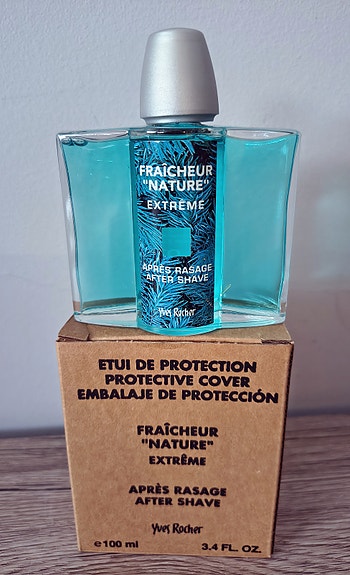 FRAÎCHEUR
"NATURE"
EXTRÊME
APRÈS RASAGE
AFTER SHAVE
Yves Rocher
ETUI DE PROTECTION
PROTECTIVE COVER
EMBALAJE DE PROTECCIÓN
FRAÎCHEUR
"NATURE"
EXTRÊME
APRÈS RASAGE
AFTER SHAVE
Yves Rocher
e 100 ml 3.4 FL. OZ.